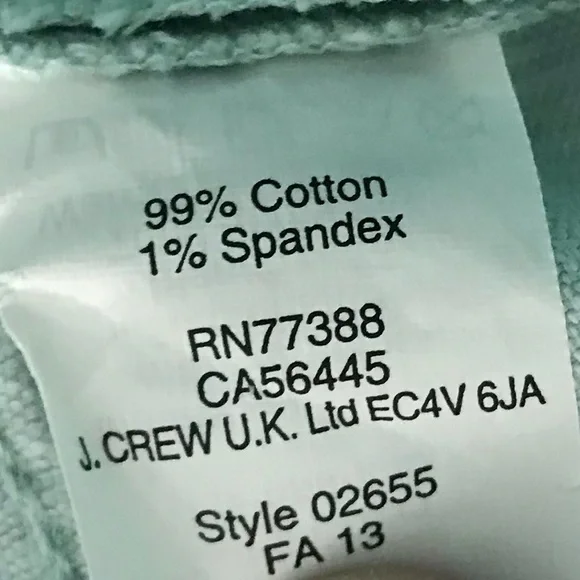 99% Cotton
1% Spandex
RN77388
CA56445
J.CREW U.K. Ltd EC4V 6JA
Style 02655
FA 13